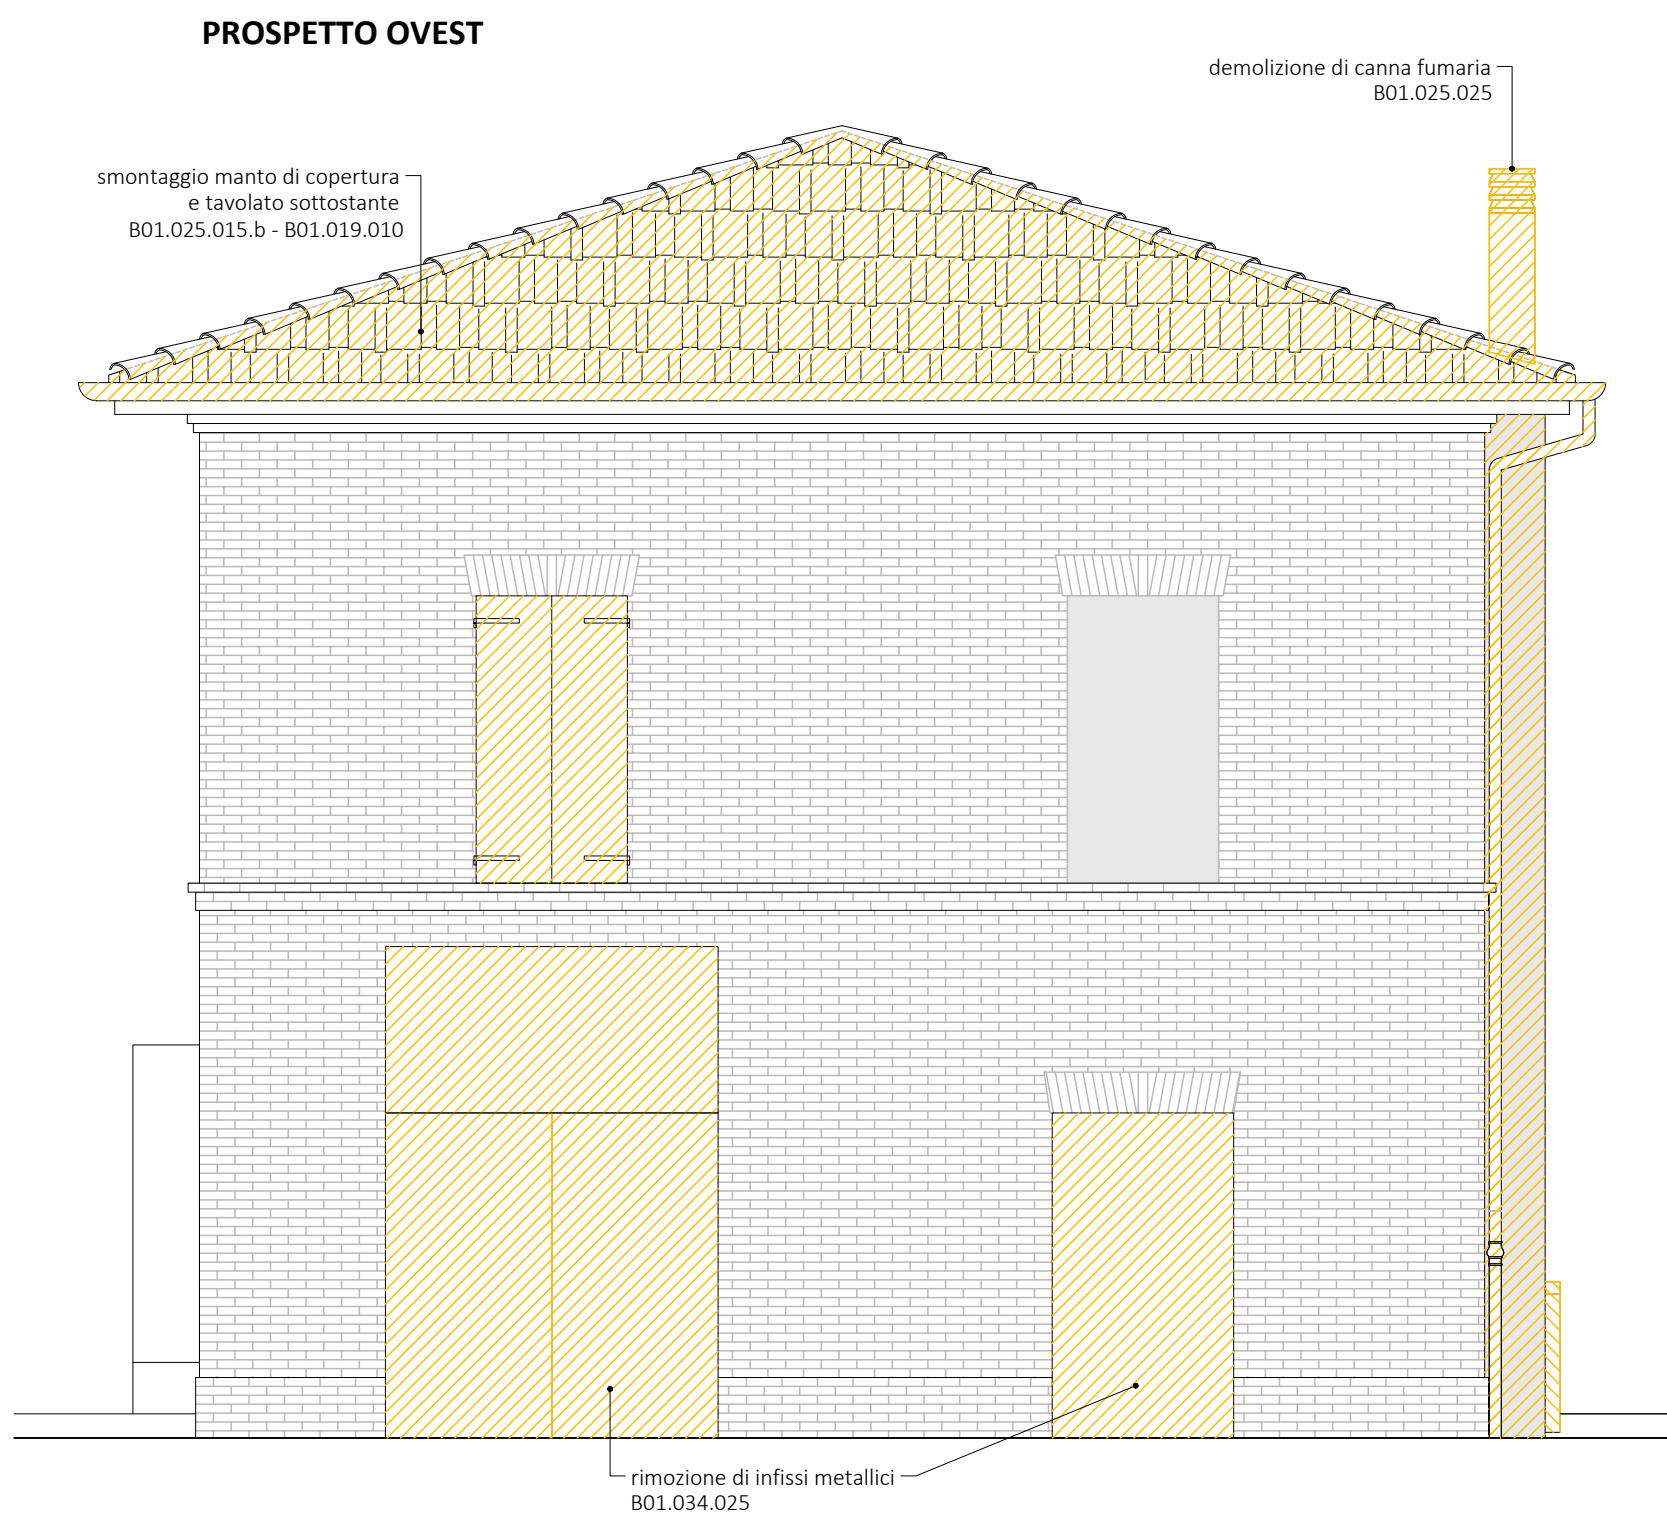 PROSPETTO OVEST
demolizione di canna fumaria
B01.025.025
smontaggio manto di copertura
e tavolato sottostante
B01.025.015.b - B01.019.010
rimozione di infissi metallici
B01.034.025